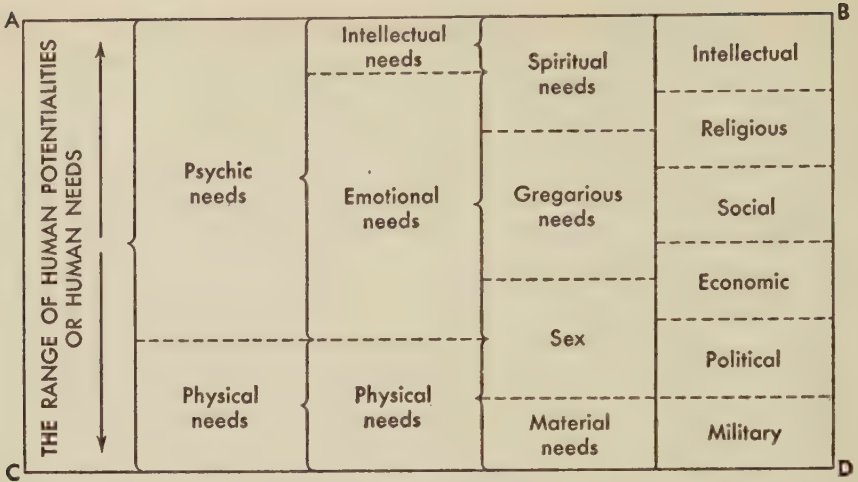 A
B
THE RANGE OF HUMAN POTENTIALITIES
OR HUMAN NEEDS
Psychic
needs
Physical
needs
Intellectual
needs
Emotional
needs
Physical
needs
Spiritual
needs
Gregarious
needs
Sex
Material
needs
Intellectual
Religious
Social
Economic
Political
Military
C
D